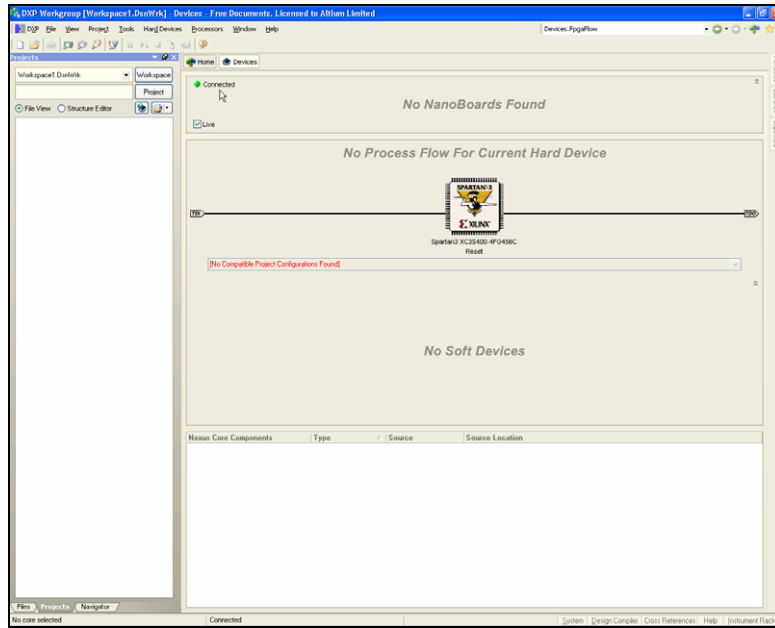 DXP Workgroup [Workspace1.DsnWrk] - Devices - Free Documents. Licensed to Altium Limited
DXP File View Project Tools Hard Devices Processors Window Help Devices.FpgaFlow
Projects
Home Devices
Workspace1.DsnWrk Workspace
Project
File View Structure Editor
Connected
No NanoBoards Found
Live
No Process Flow For Current Hard Device
SPARTAN-3
XILINX
TDI
TDO
Spartan3 XC3S400-4FG456C
Reset
[No Compatible Project Configurations Found]
No Soft Devices
Nexus Core Components Type / Source Source Location
Files Projects Navigator
No core selected Connected System Design Compiler Cross References Help Instrument Rack